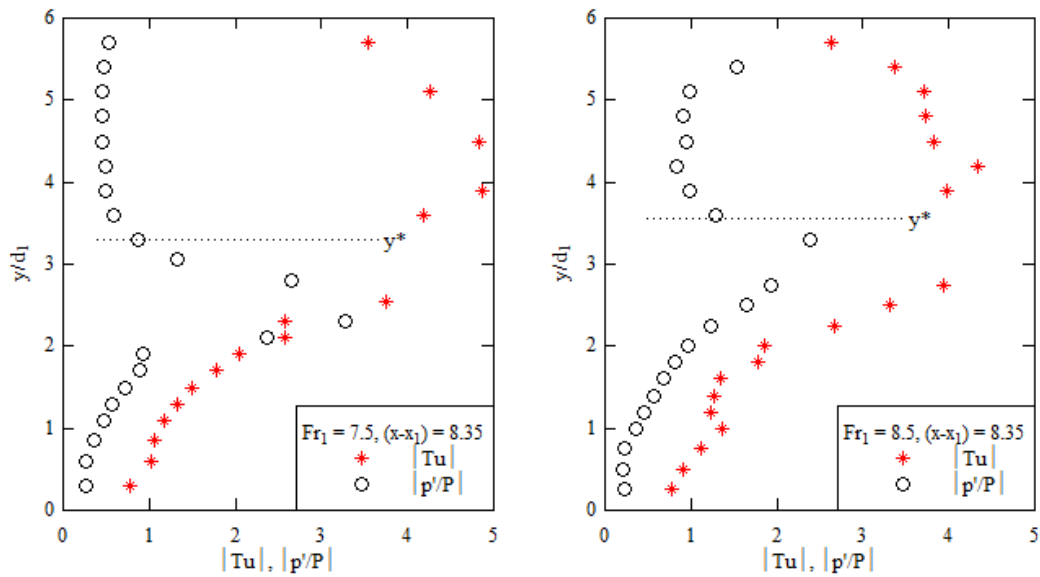 6
5
4
3
2
1
0
y/d1
y*
Fr1 = 7.5, (x-x1) = 8.35
|Tu|
|p'/P|
0 1 2 3 4 5
|Tu|, |p'/P|
6
5
4
3
2
1
0
y/d1
y*
Fr1 = 8.5, (x-x1) = 8.35
|Tu|
|p'/P|
0 1 2 3 4 5
|Tu|, |p'/P|